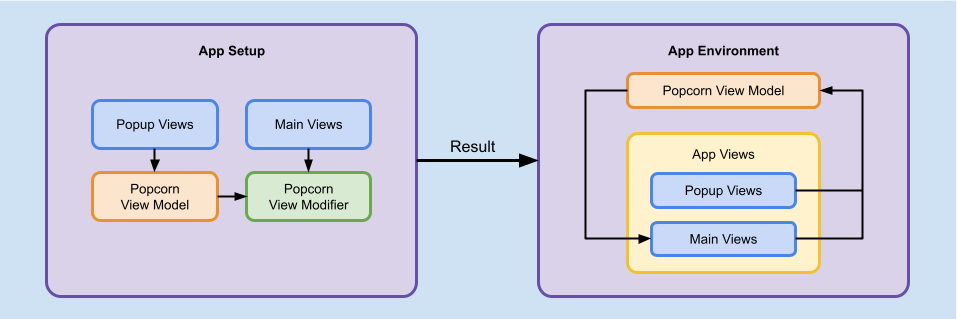 App Setup
Popup Views
Main Views
Popcorn
View Model
Popcorn
View Modifier
Result
App Environment
Popcorn View Model
App Views
Popup Views
Main Views